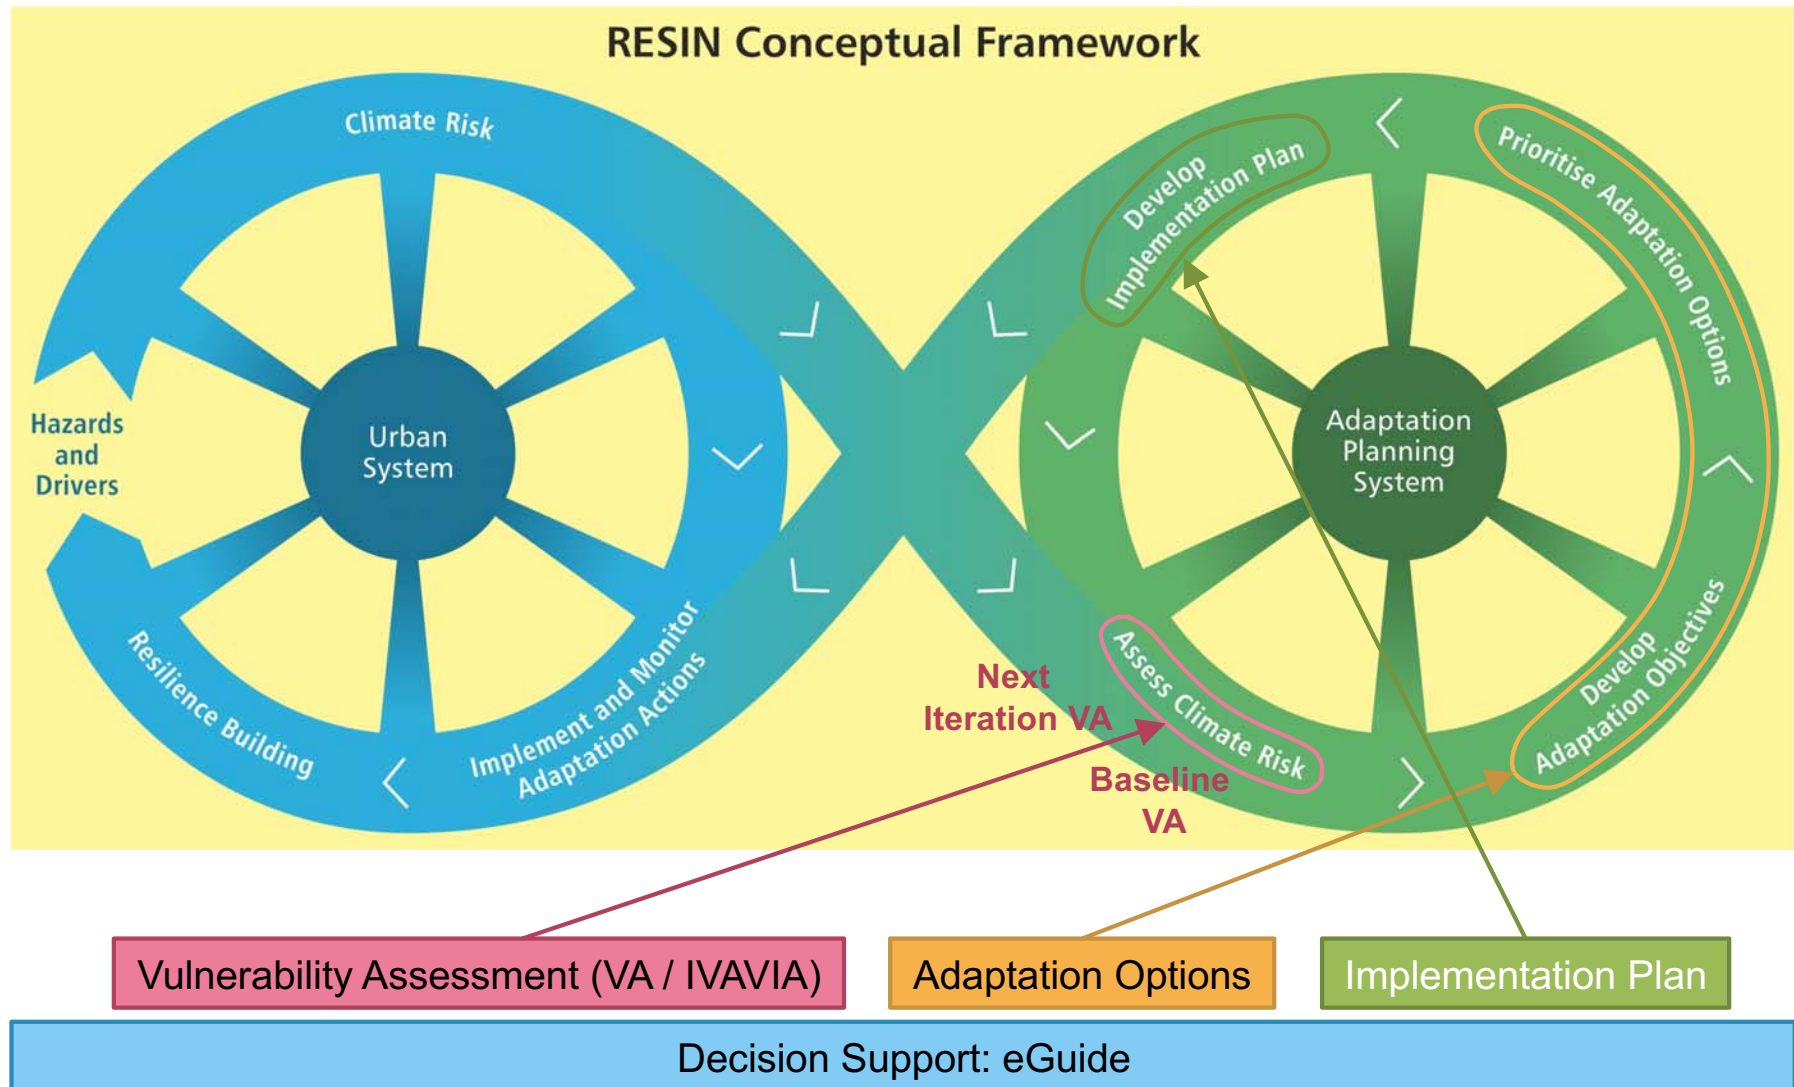 RESIN Conceptual Framework
Climate Risk
Hazards
and
Drivers
Urban
System
Resilience Building
Implement and Monitor
Adaptation Actions
Develop
Implementation Plan
Prioritise Adaptation Options
Adaptation
Planning
System
Develop
Adaptation Objectives
Assess Climate Risk
Next
Iteration VA
Baseline
VA
Vulnerability Assessment (VA / IVAVIA)
Adaptation Options
Implementation Plan
Decision Support: eGuide